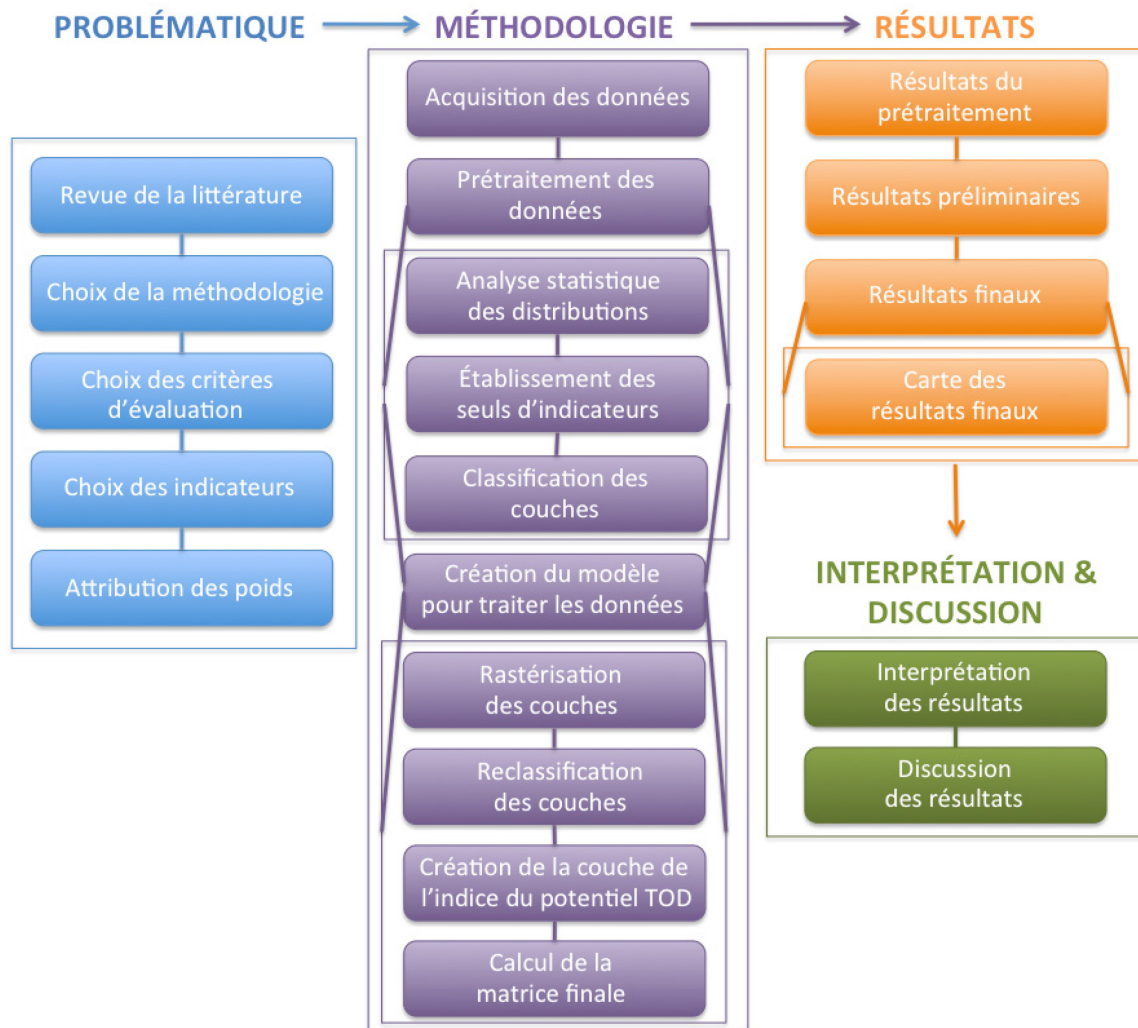 PROBLÉMATIQUE
Revue de la littérature
Choix de la méthodologie
Choix des critères
d'évaluation
Choix des indicateurs
Attribution des poids
MÉTHODOLOGIE
Acquisition des données
Prétraitement des
données
Analyse statistique
des distributions
Établissement des
seuls d'indicateurs
Classification des
couches
Création du modèle
pour traiter les données
Rastérisation
des couches
Reclassification
des couches
Création de la couche de
l'indice du potentiel TOD
Calcul de la
matrice finale
RÉSULTATS
Résultats du
prétraitement
Résultats préliminaires
Résultats finaux
Carte des
résultats finaux
INTERPRÉTATION &
DISCUSSION
Interprétation
des résultats
Discussion
des résultats